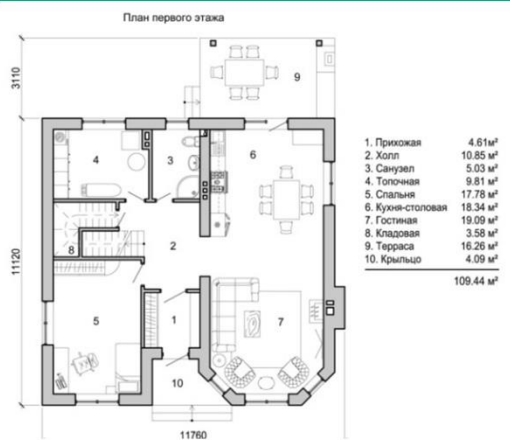 План первого этажа
3110
9
4
3
6
1. Прихожая 4.61м²
2. Холл 10.85 м²
3. Санузел 5.03 м²
4. Топочная 9.81 м²
5. Спальня 17.78 м²
6. Кухня-столовая 18.34 м²
7. Гостиная 19.09 м²
8. Кладовая 3.58 м²
9. Терраса 16.26 м²
10. Крыльцо 4.09 м²
109.44 м²
11120
8
2
5
1
7
10
11760